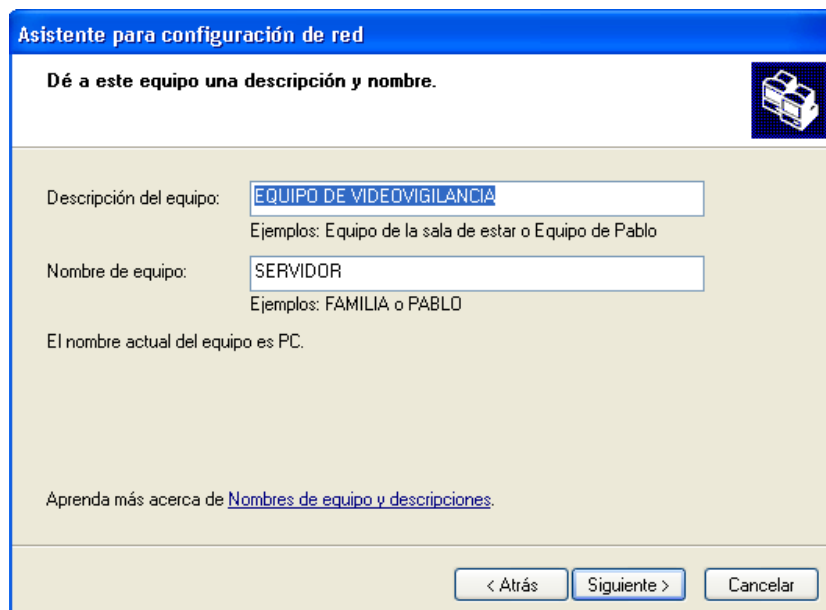 Asistente para configuración de red
Dé a este equipo una descripción y nombre.
Descripción del equipo: EQUIPO DE VIDEOVIGILANCIA
Ejemplos: Equipo de la sala de estar o Equipo de Pablo
Nombre de equipo: SERVIDOR
Ejemplos: FAMILIA o PABLO
El nombre actual del equipo es PC.
Aprenda más acerca de Nombres de equipo y descripciones.
< Atrás Siguiente > Cancelar